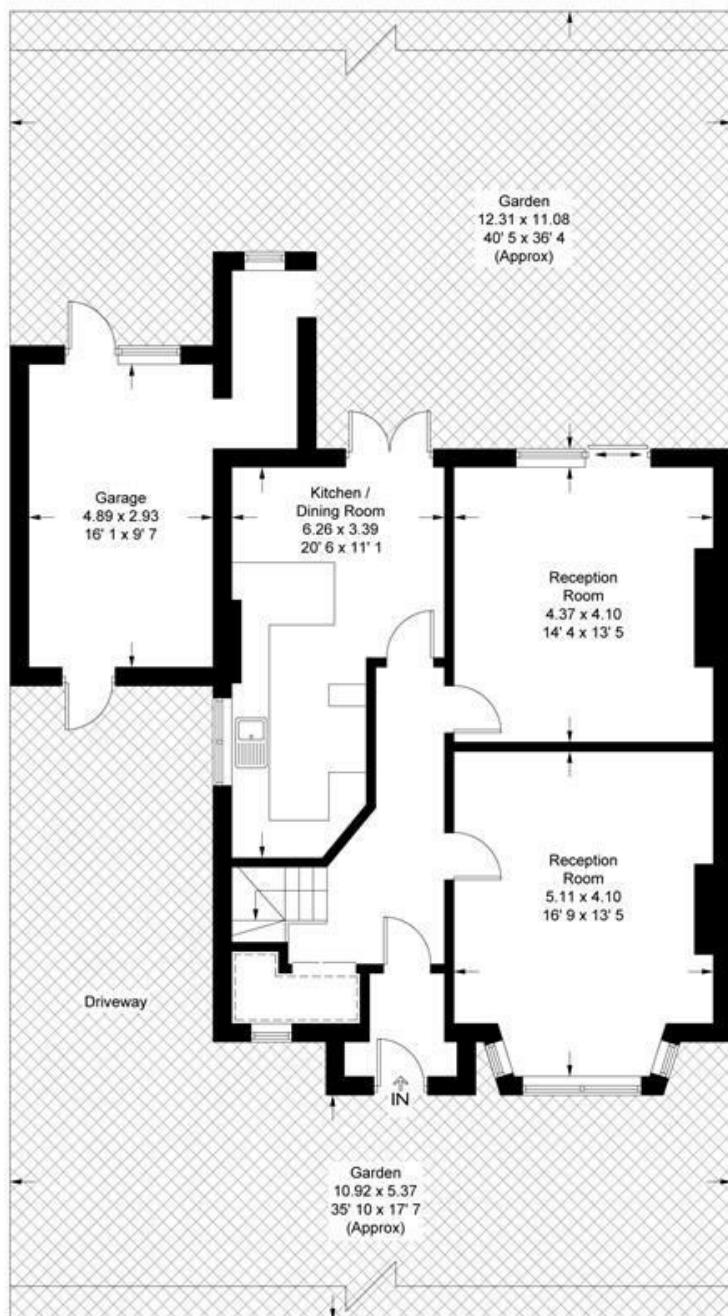 Garden
12.31 x 11.08
40' 5 x 36' 4
(Approx)
Garage
4.89 x 2.93
16' 1 x 9' 7
Kitchen /
Dining Room
6.26 x 3.39
20' 6 x 11' 1
Reception
Room
4.37 x 4.10
14' 4 x 13' 5
Reception
Room
5.11 x 4.10
16' 9 x 13' 5
Driveway
IN
Garden
10.92 x 5.37
35' 10 x 17' 7
(Approx)